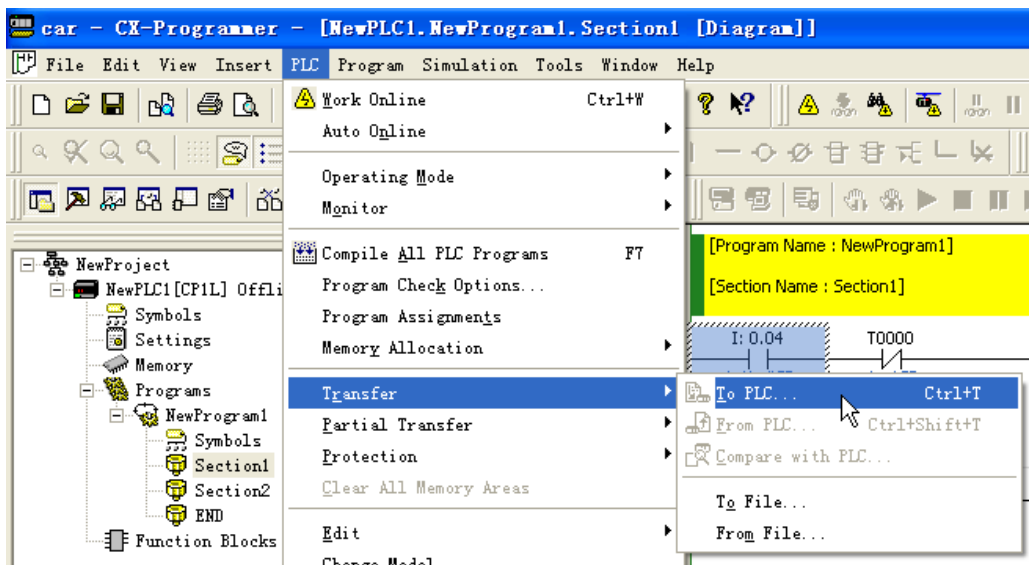 car - CX-Programmer - [NewPLC1.NewProgram1.Section1 [Diagram]]
File Edit View Insert PLC Program Simulation Tools Window Help
Work Online Ctrl+W
Auto Online
Operating Mode
Monitor
Compile All PLC Programs F7
Program Check Options...
Program Assignments
Memory Allocation
Transfer
Partial Transfer
Protection
Clear All Memory Areas
Edit
Change Model
To PLC... Ctrl+T
From PLC... Ctrl+Shift+T
Compare with PLC...
To File...
From File...
NewProject
NewPLC1[CP1L] Offli
Symbols
Settings
Memory
Programs
NewProgram1
Symbols
Section1
Section2
END
Function Blocks
[Program Name : NewProgram1]
[Section Name : Section1]
I: 0.04 T0000